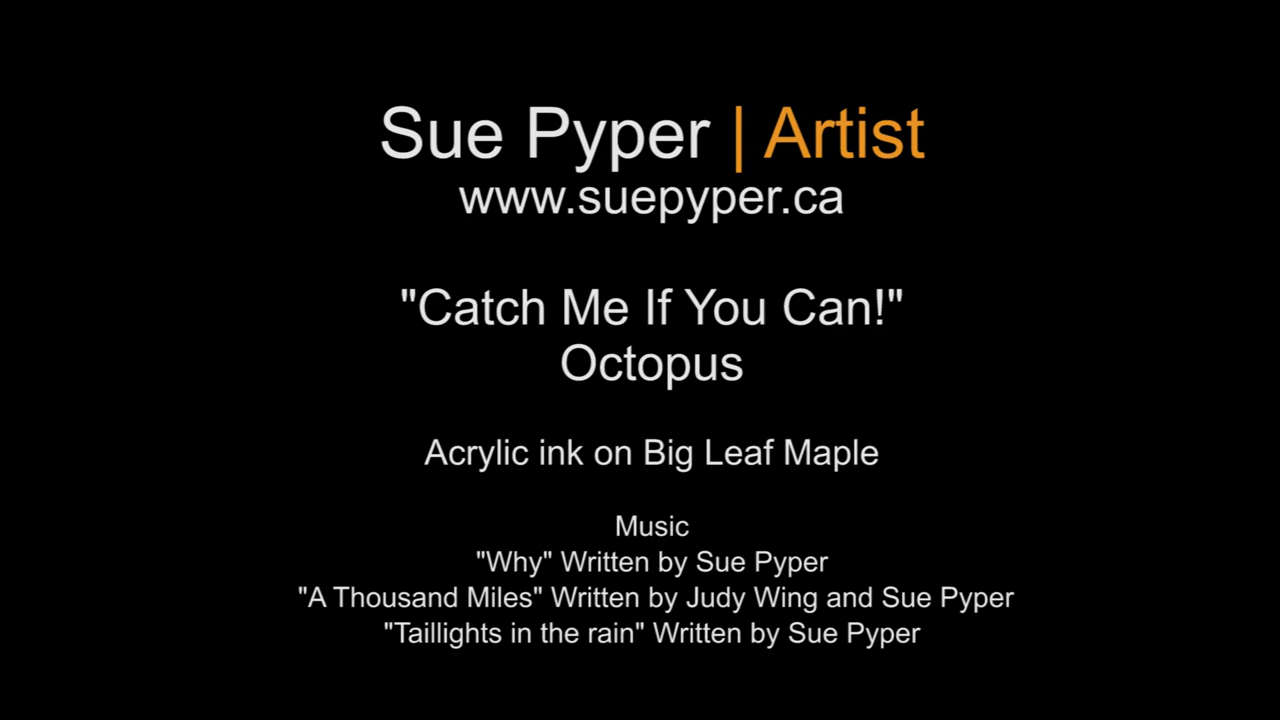 Sue Pyper | Artist
www.suepyper.ca
"Catch Me If You Can!"
Octopus
Acrylic ink on Big Leaf Maple
Music
"Why" Written by Sue Pyper
"A Thousand Miles" Written by Judy Wing and Sue Pyper
"Taillights in the rain" Written by Sue Pyper